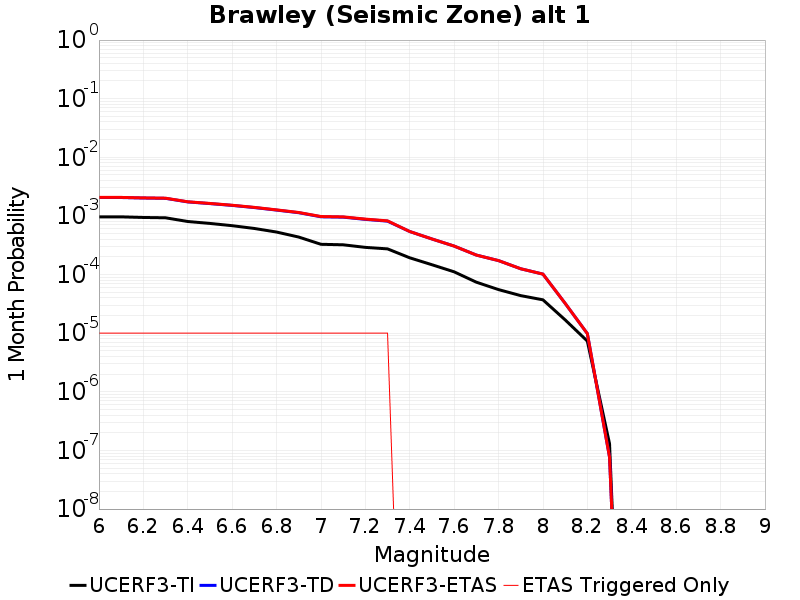 Brawley (Seismic Zone) alt 1
10^0
10^-1
10^-2
10^-3
10^-4
10^-5
10^-6
10^-7
10^-8
1 Month Probability
6 6.2 6.4 6.6 6.8 7 7.2 7.4 7.6 7.8 8 8.2 8.4 8.6 8.8 9
Magnitude
UCERF3-TI UCERF3-TD UCERF3-ETAS ETAS Triggered Only